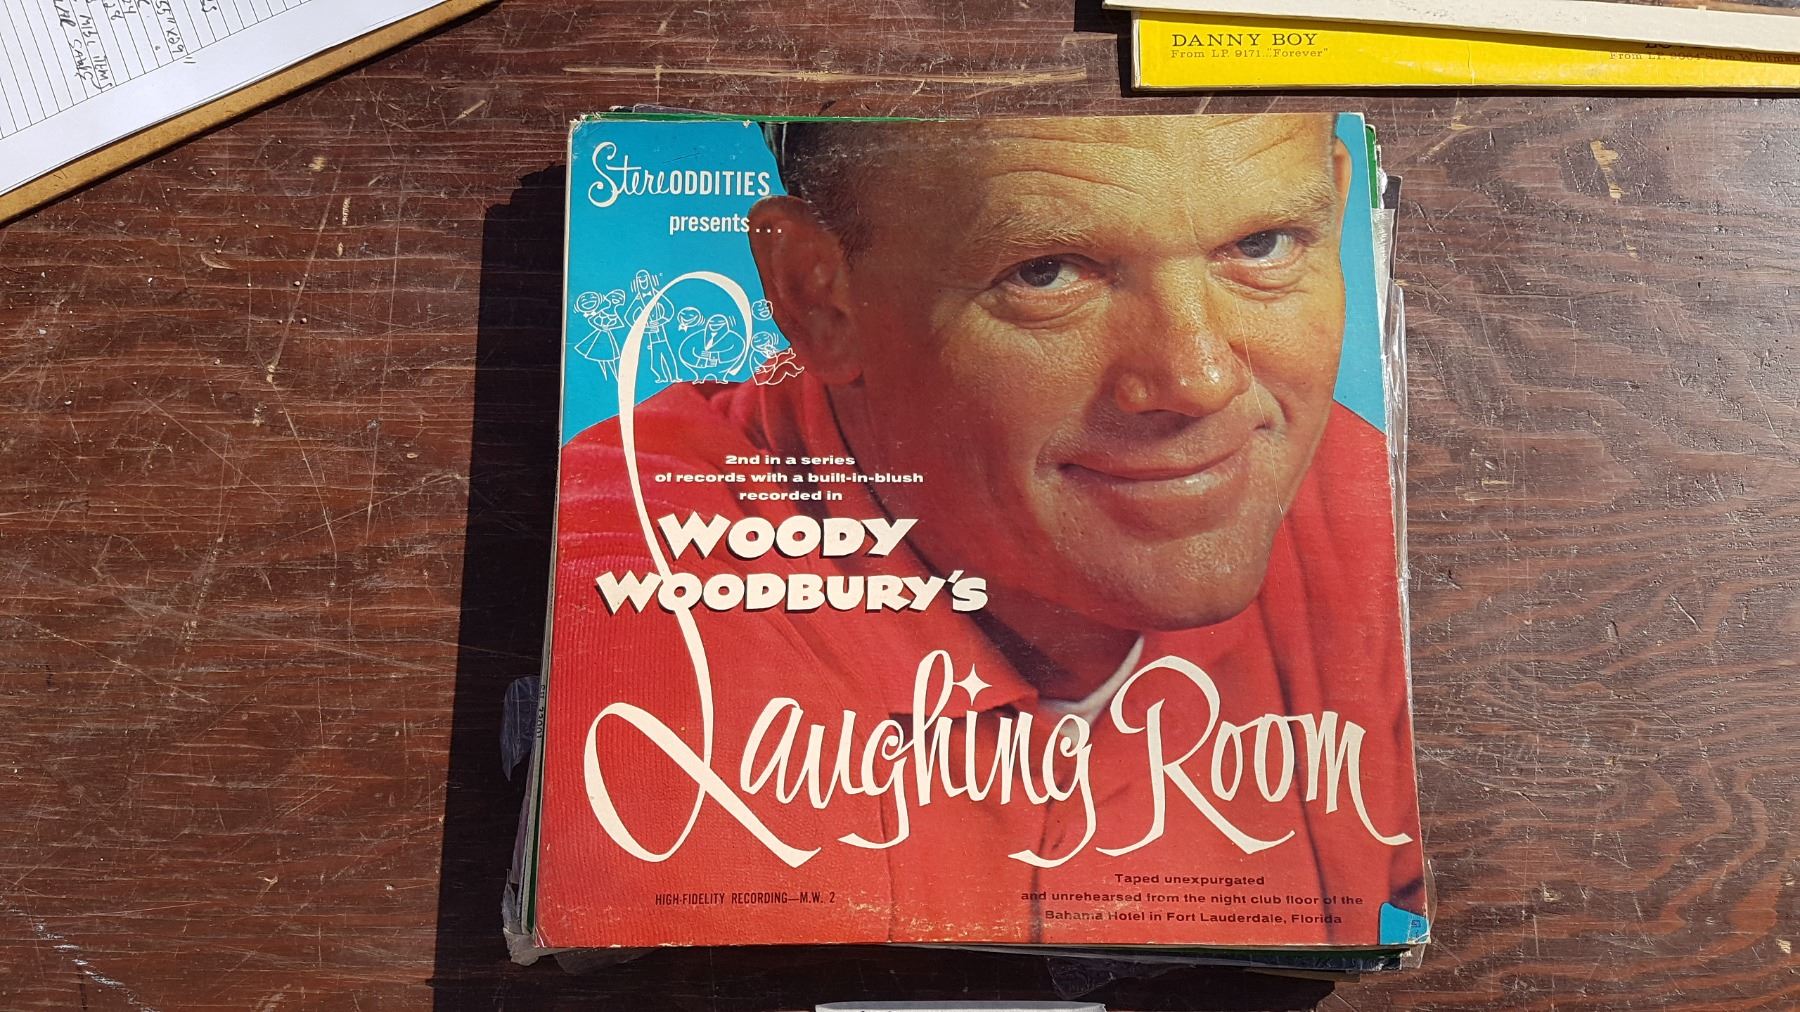 DANNY BOY
From LP. 9171.."Forever"
StereODDITIES
presents...
2nd in a series
of records with a built-in-blush
recorded in
WOODY
WOODBURY'S
Laughing Room
HIGH-FIDELITY RECORDING—M.W. 2
Taped unexpurgated
and unrehearsed from the night club floor of the
Bahama Hotel in Fort Lauderdale, Florida